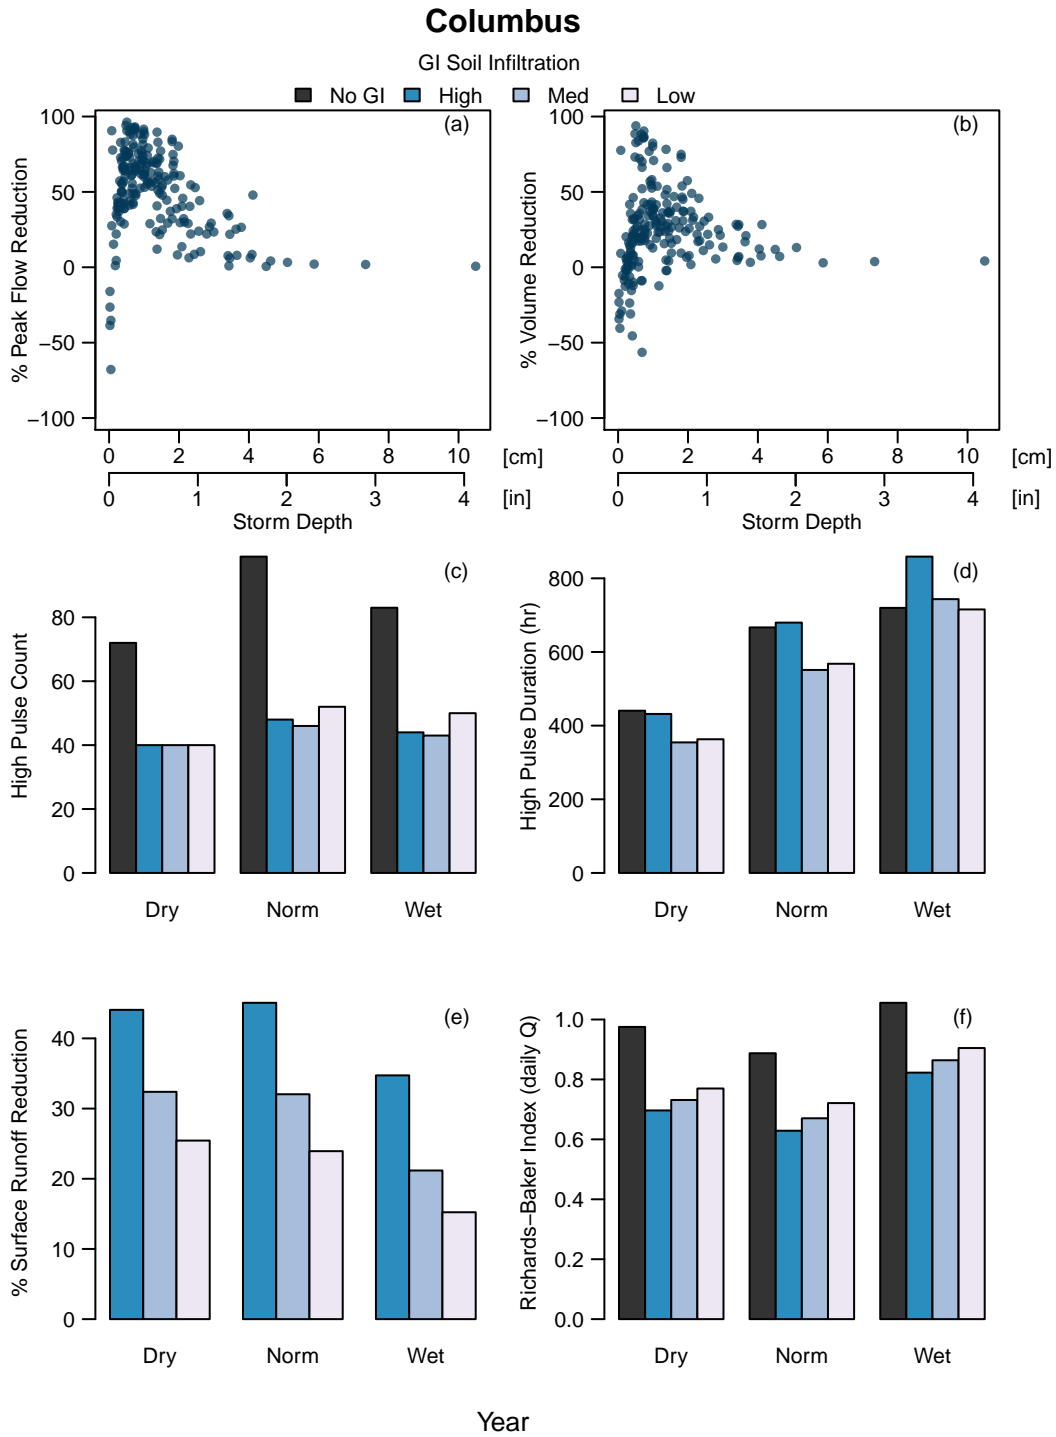 Columbus
GI Soil Infiltration
No GI High Med Low
(a)
% Peak Flow Reduction
100
50
0
−50
−100
0 2 4 6 8 10 [cm]
0 1 2 3 4 [in]
Storm Depth
(b)
% Volume Reduction
100
50
0
−50
−100
0 2 4 6 8 10 [cm]
0 1 2 3 4 [in]
Storm Depth
(c)
High Pulse Count
80
60
40
20
0
Dry Norm Wet
(d)
High Pulse Duration (hr)
800
600
400
200
0
Dry Norm Wet
(e)
% Surface Runoff Reduction
40
30
20
10
0
Dry Norm Wet
(f)
Richards−Baker Index (daily Q)
1.0
0.8
0.6
0.4
0.2
0.0
Dry Norm Wet
Year